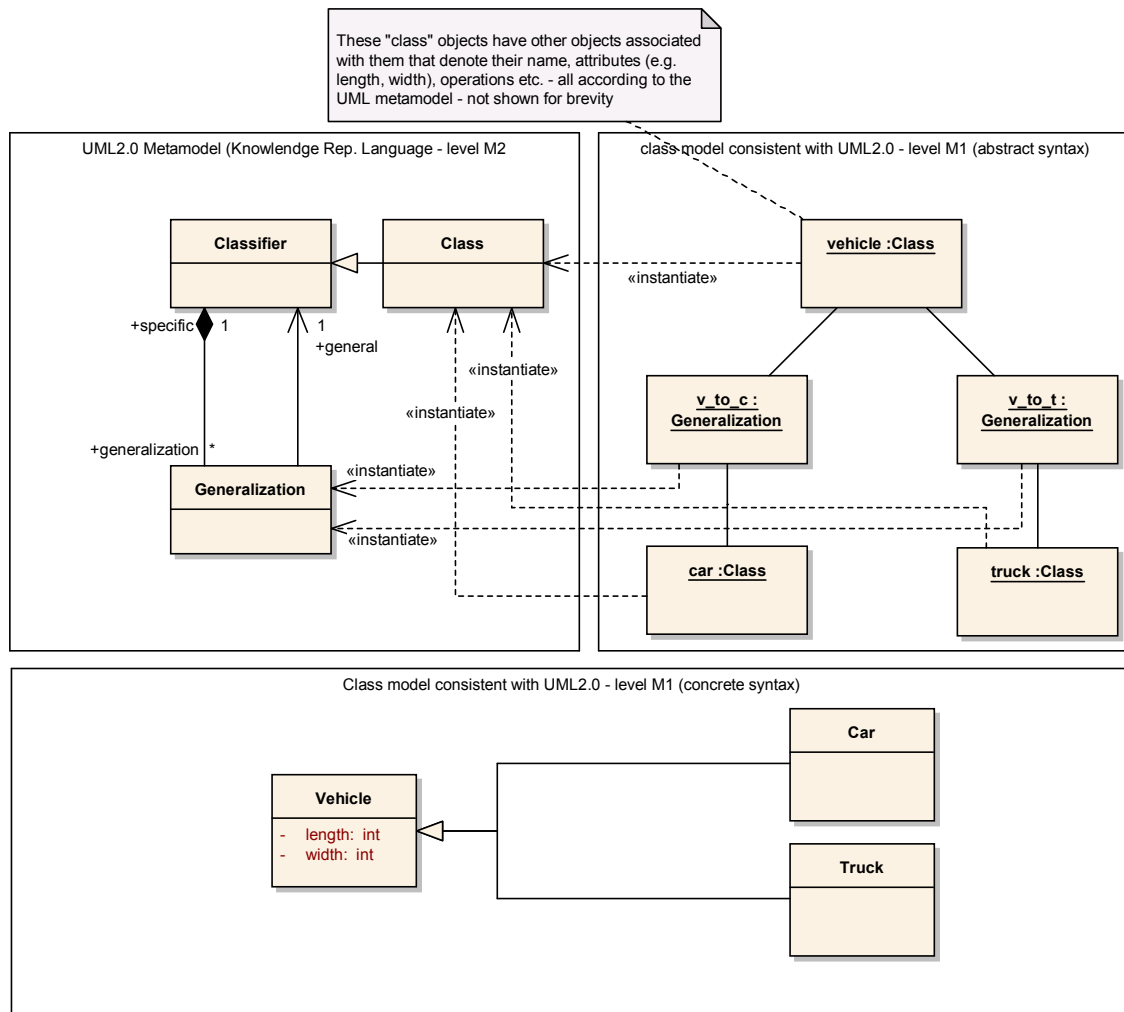 These "class" objects have other objects associated
with them that denote their name, attributes (e.g.
length, width), operations etc. - all according to the
UML metamodel - not shown for brevity
UML2.0 Metamodel (Knowlendge Rep. Language - level M2
Classifier
Class
+specific
1
1
+general
«instantiate»
«instantiate»
+generalization
*
Generalization
«instantiate»
«instantiate»
class model consistent with UML2.0 - level M1 (abstract syntax)
vehicle :Class
«instantiate»
v_to_c :
Generalization
v_to_t :
Generalization
car :Class
truck :Class
Class model consistent with UML2.0 - level M1 (concrete syntax)
Vehicle
- length: int
- width: int
Car
Truck